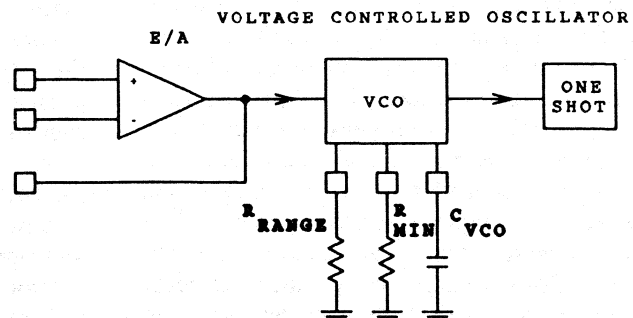 VOLTAGE CONTROLLED OSCILLATOR
E/A
+
-
VCO
ONE
SHOT
R RANGE
R MIN
C VCO